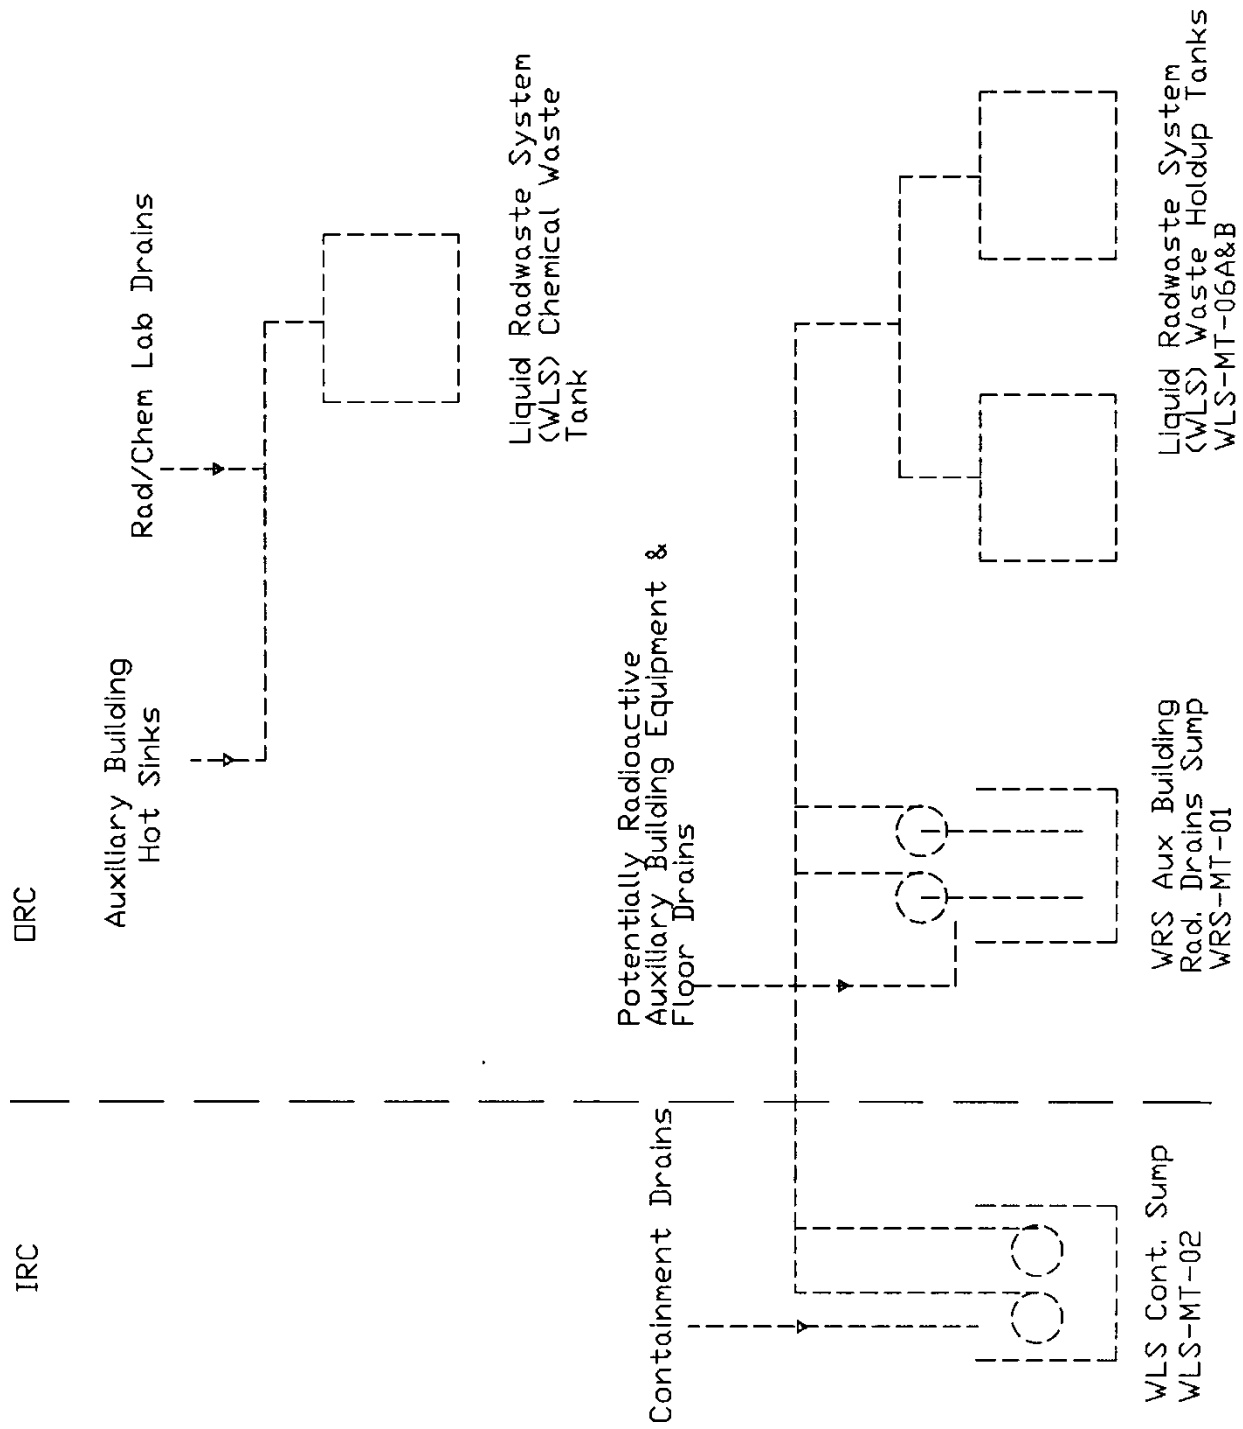 IRC
ORC
Auxiliary Building
Hot Sinks
Rad/Chem Lab Drains
Liquid Radwaste System
(WLS) Chemical Waste
Tank
Containment Drains
Potentially Radioactive
Auxiliary Building Equipment &
Floor Drains
WLS Cont. Sump
WLS-MT-02
WRS Aux Building
Rad. Drains Sump
WRS-MT-01
Liquid Radwaste System
(WLS) Waste Holdup Tanks
WLS-MT-06A&B